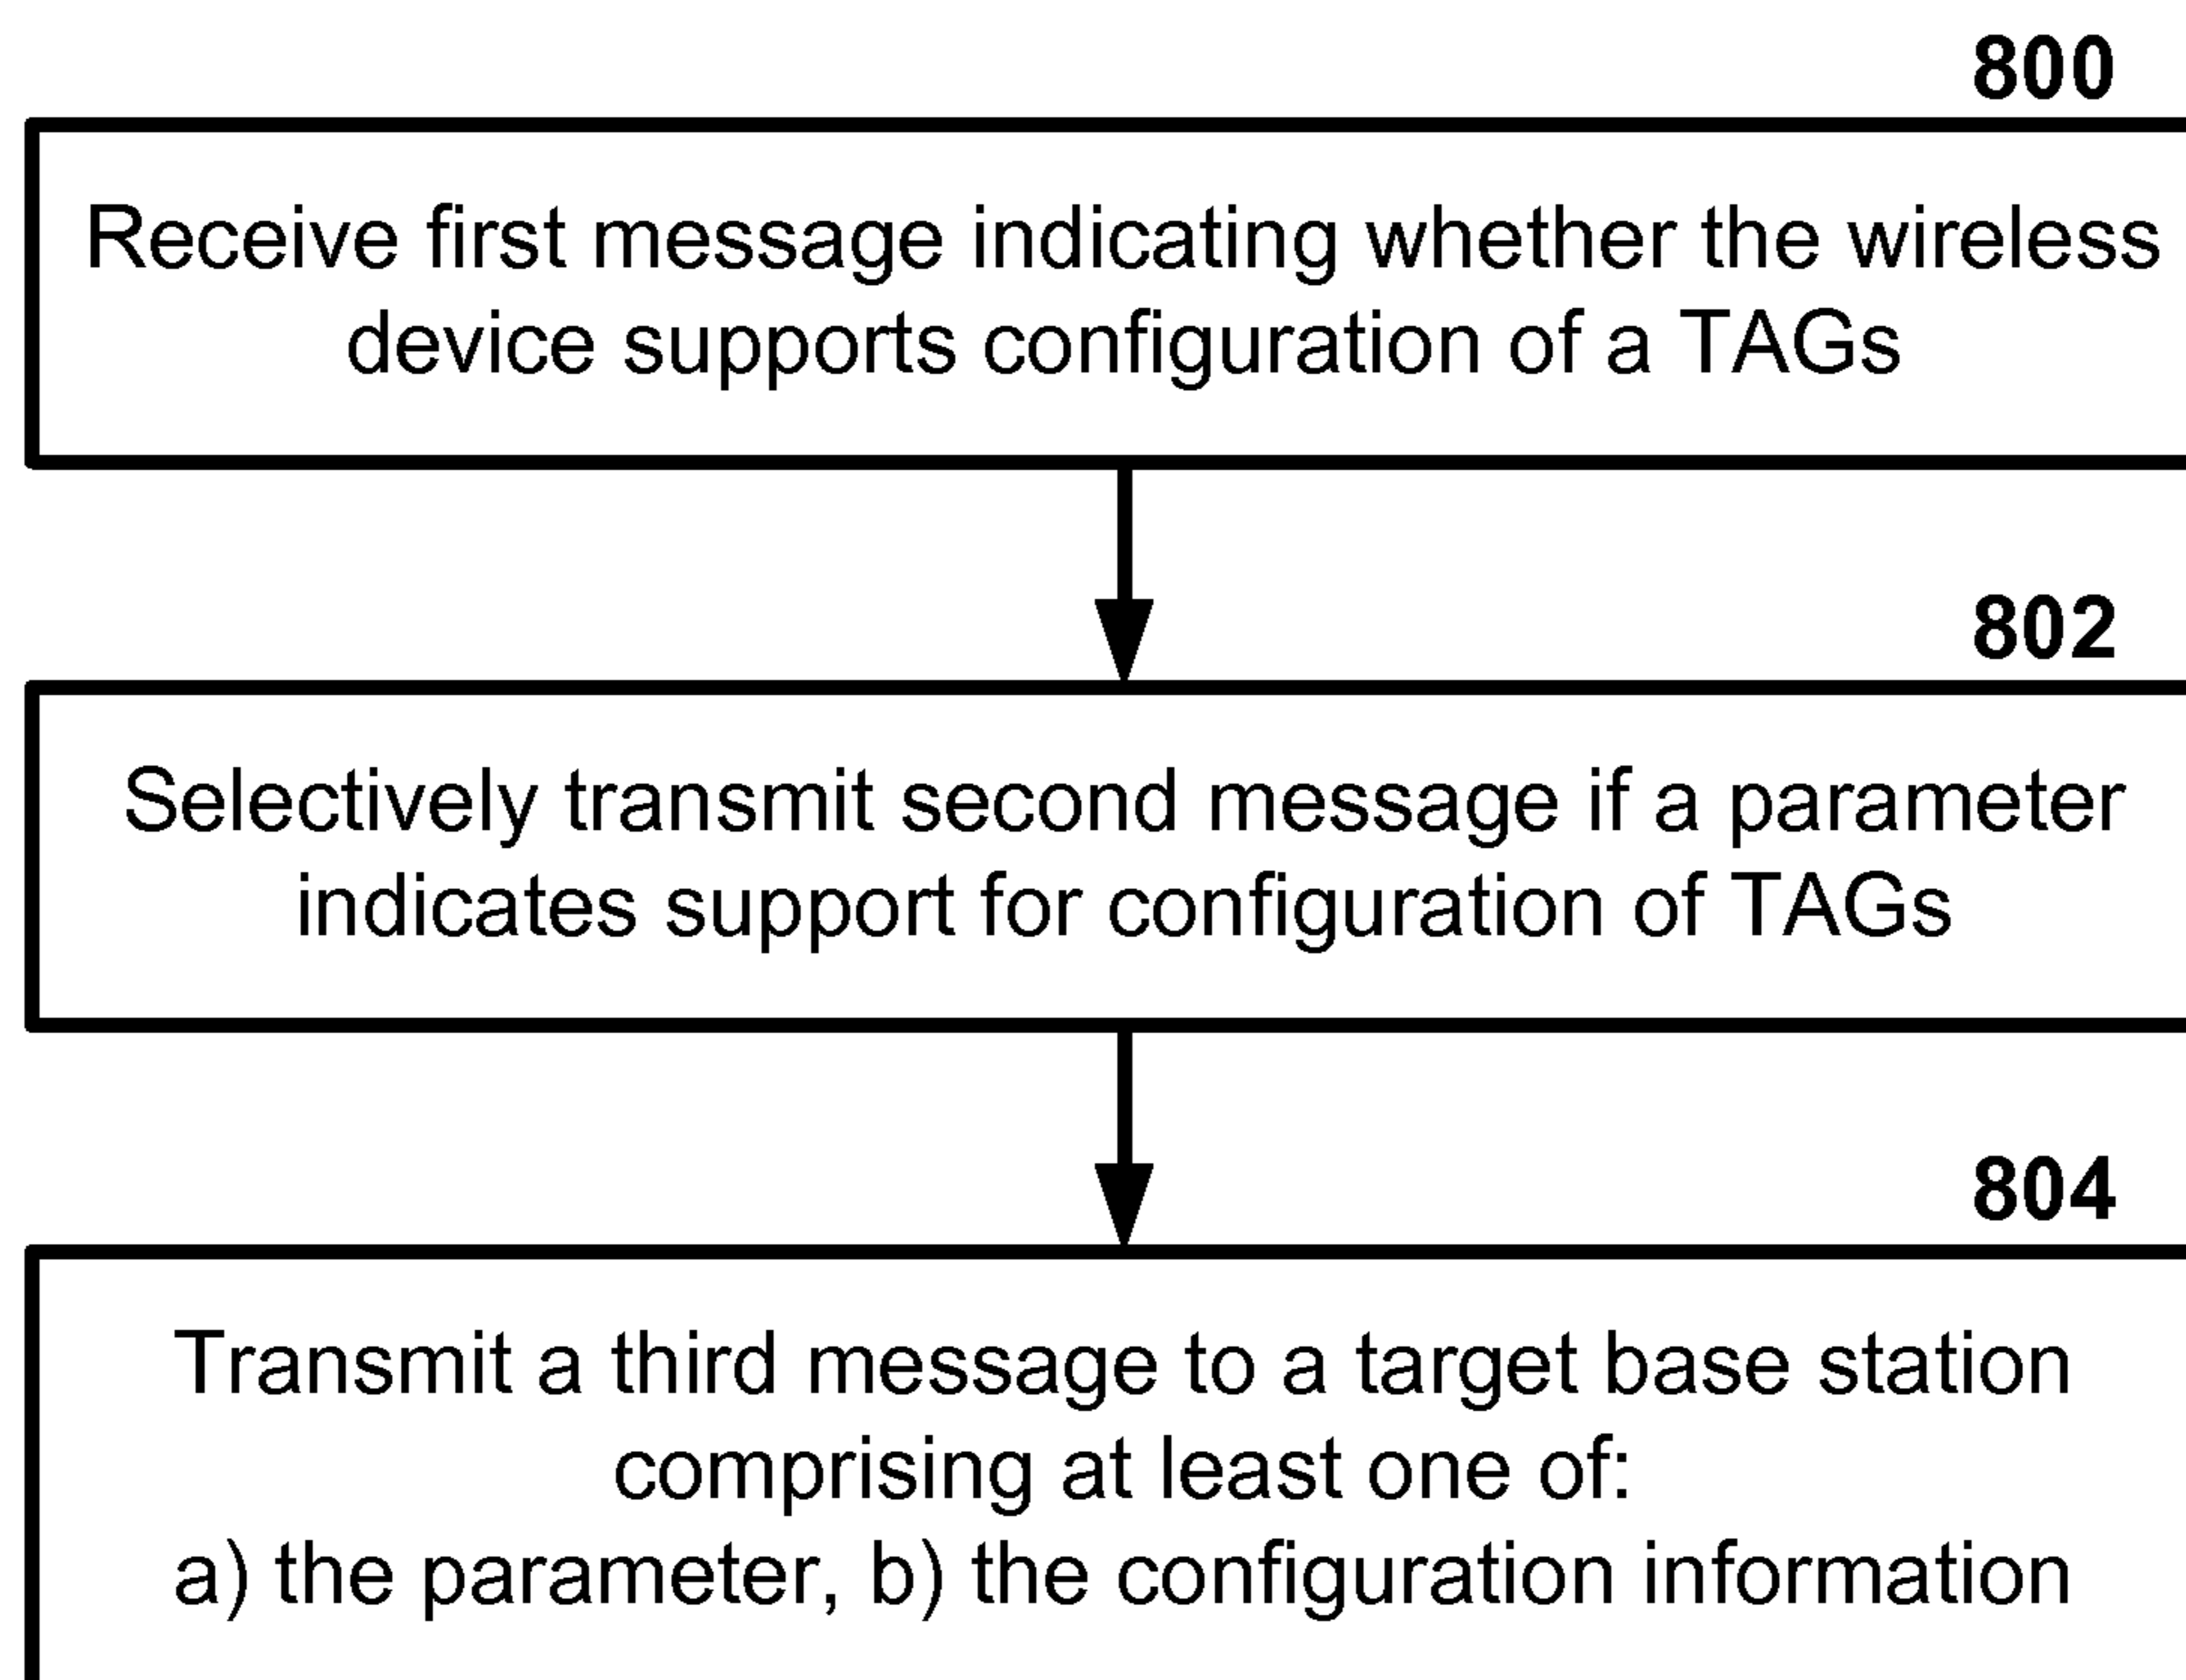 800
Receive first message indicating whether the wireless
device supports configuration of a TAGs
802
Selectively transmit second message if a parameter
indicates support for configuration of TAGs
804
Transmit a third message to a target base station
comprising at least one of:
a) the parameter, b) the configuration information